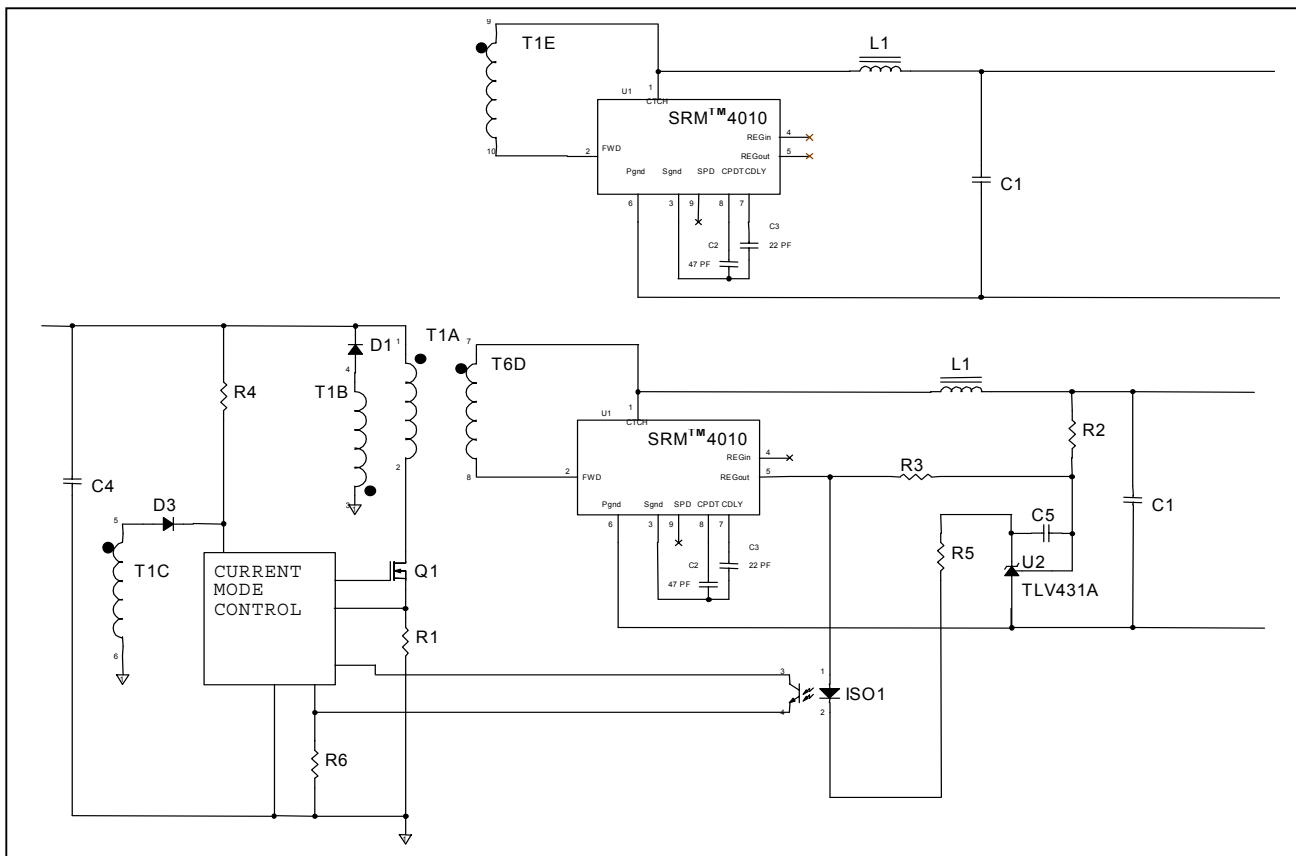 9
T1E
L1
1
U1
CTCH
SRM™4010
REGin
4
REGout
5
10
2
FWD
Pgnd
Sgnd
SPD
CPDT
CDLY
6
3
9
8
7
C1
C3
22 PF
C2
47 PF
T1A
1
D1
4
T1B
R4
2
3
7
T6D
L1
1
U1
CTCH
SRM™4010
REGin
4
REGout
5
8
2
FWD
Pgnd
Sgnd
SPD
CPDT
CDLY
6
3
9
8
7
R2
R3
C1
C4
C3
22 PF
C2
47 PF
C5
R5
U2
TLV431A
5
D3
T1C
6
CURRENT
MODE
CONTROL
Q1
R1
3
4
1
ISO1
2
R6